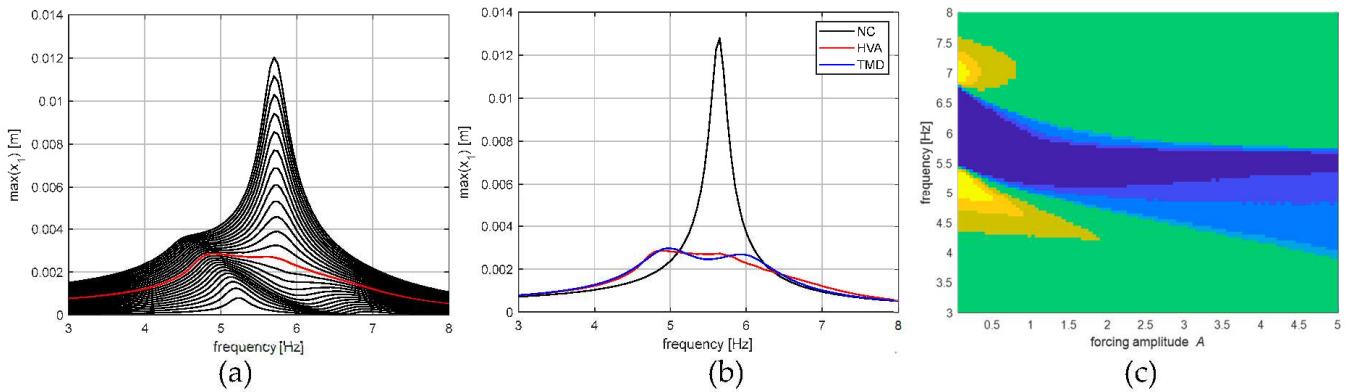 0.014
0.012
0.01
0.008
0.006
0.004
0.002
0
max(x₁) [m]
3 4 5 6 7 8
frequency [Hz]
(a)
0.014
0.012
0.01
0.008
0.006
0.004
0.002
0
max(x₁) [m]
NC
HVA
TMD
3 4 5 6 7 8
frequency [Hz]
(b)
8
7.5
7
6.5
6
5.5
5
4.5
4
3.5
3
frequency [Hz]
0.5 1 1.5 2 2.5 3 3.5 4 4.5 5
forcing amplitude A
(c)